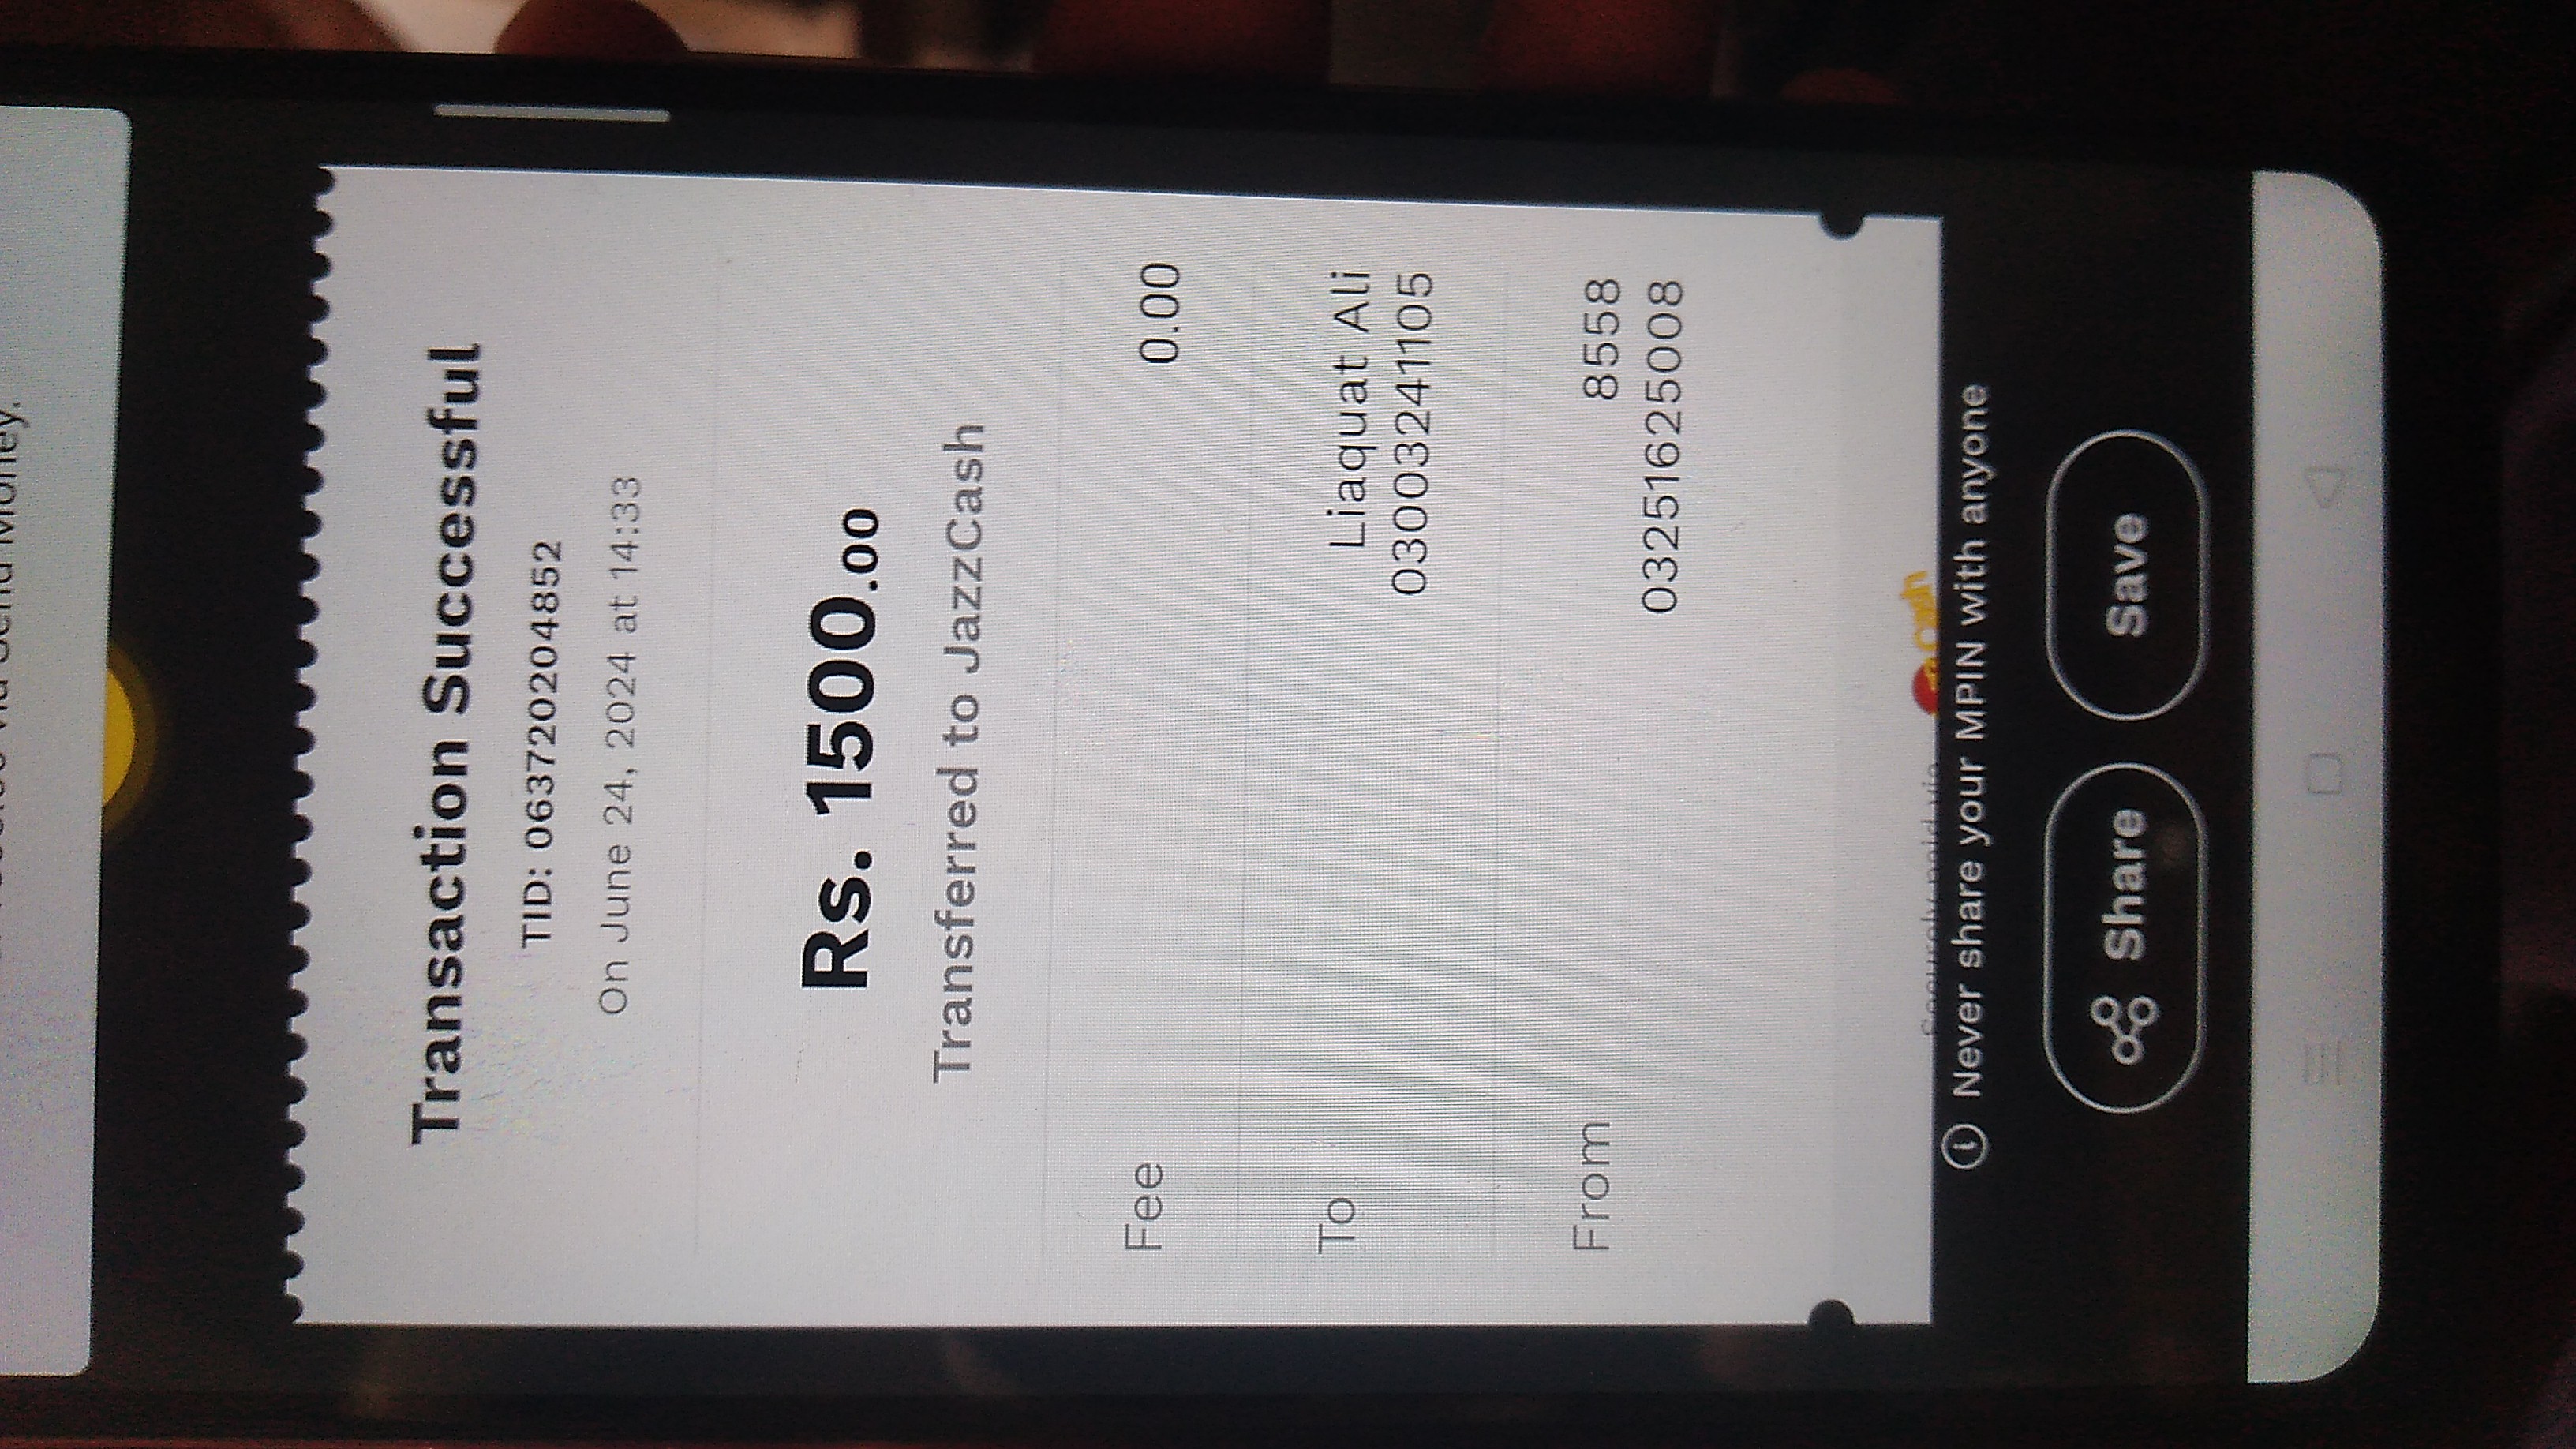 via Send Money.
Transaction Successful
TID: 063720204852
On June 24, 2024 at 14:33
Rs. 1500.00
Transferred to JazzCash
Fee
0.00
To
Liaquat Ali
03003241105
From
8558
03251625008
Securely paid via
Cash
Never share your MPIN with anyone
Share
Save